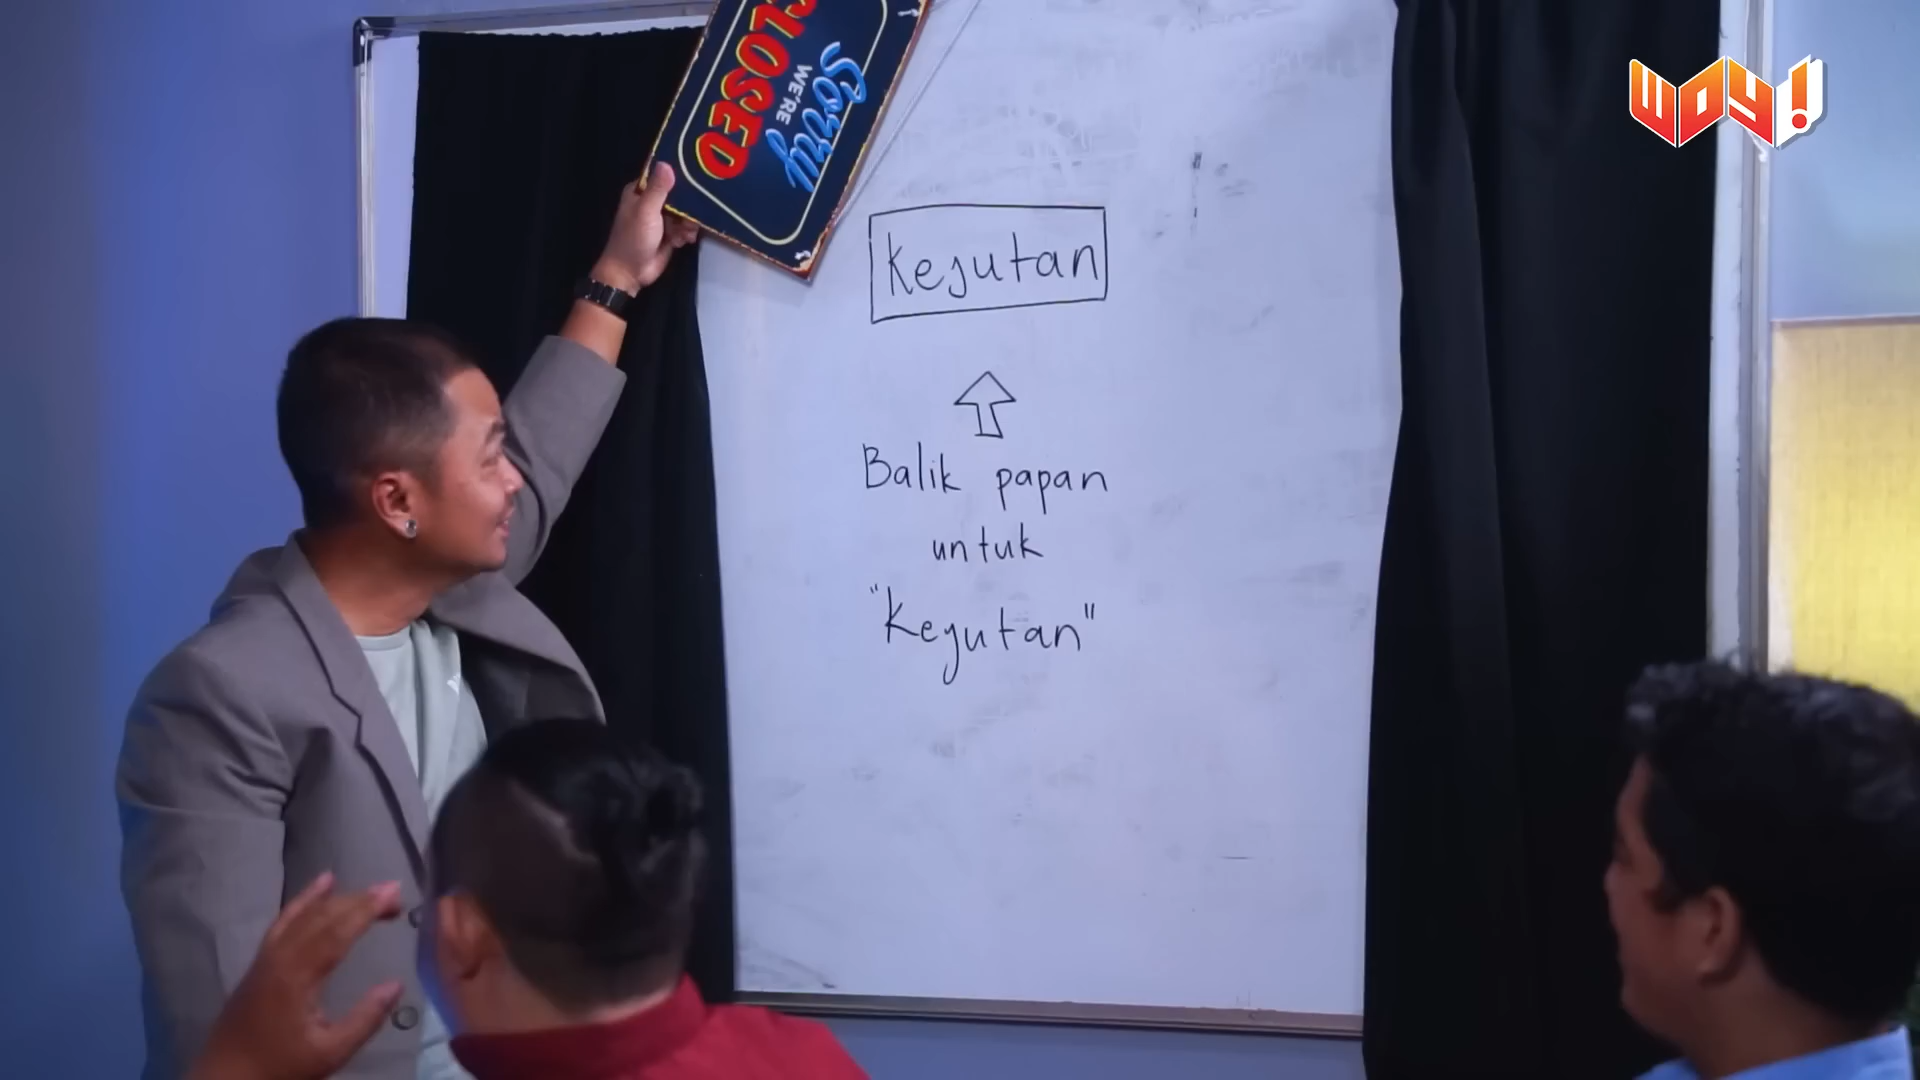 Sorry
WE'RE
CLOSED
WOY!
Kejutan
Balik papan
untuk
"Kejutan"